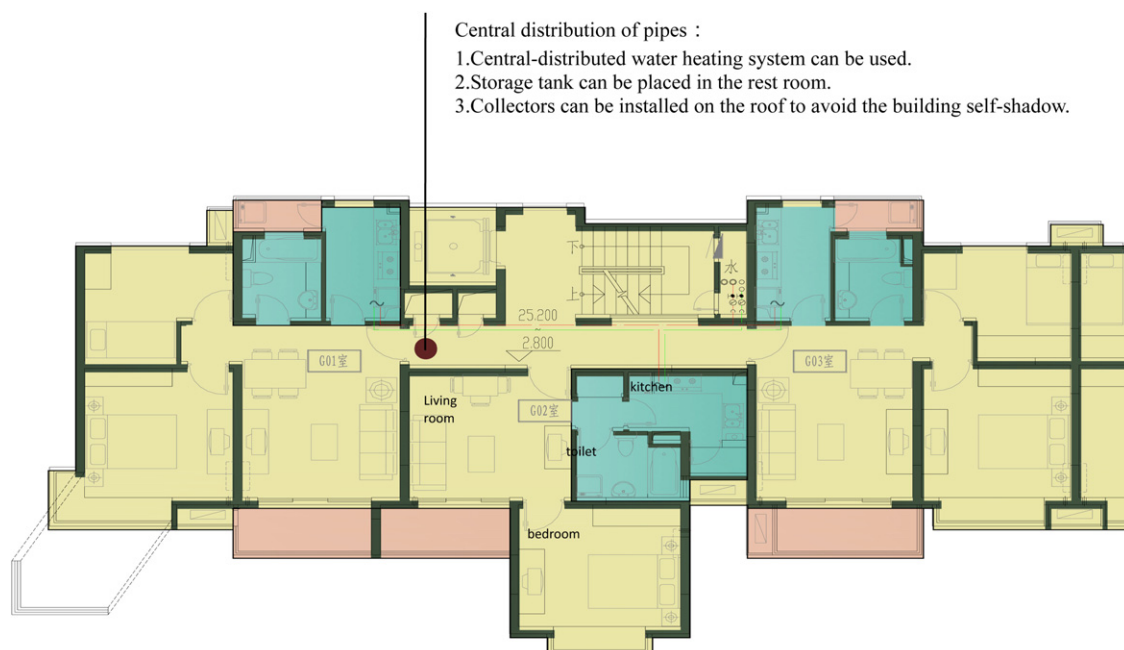 Central distribution of pipes：
1.Central-distributed water heating system can be used.
2.Storage tank can be placed in the rest room.
3.Collectors can be installed on the roof to avoid the building self-shadow.
下
上
水
25.200
~
2.800
G01室
G03室
Living
room
G02室
kitchen
toilet
bedroom